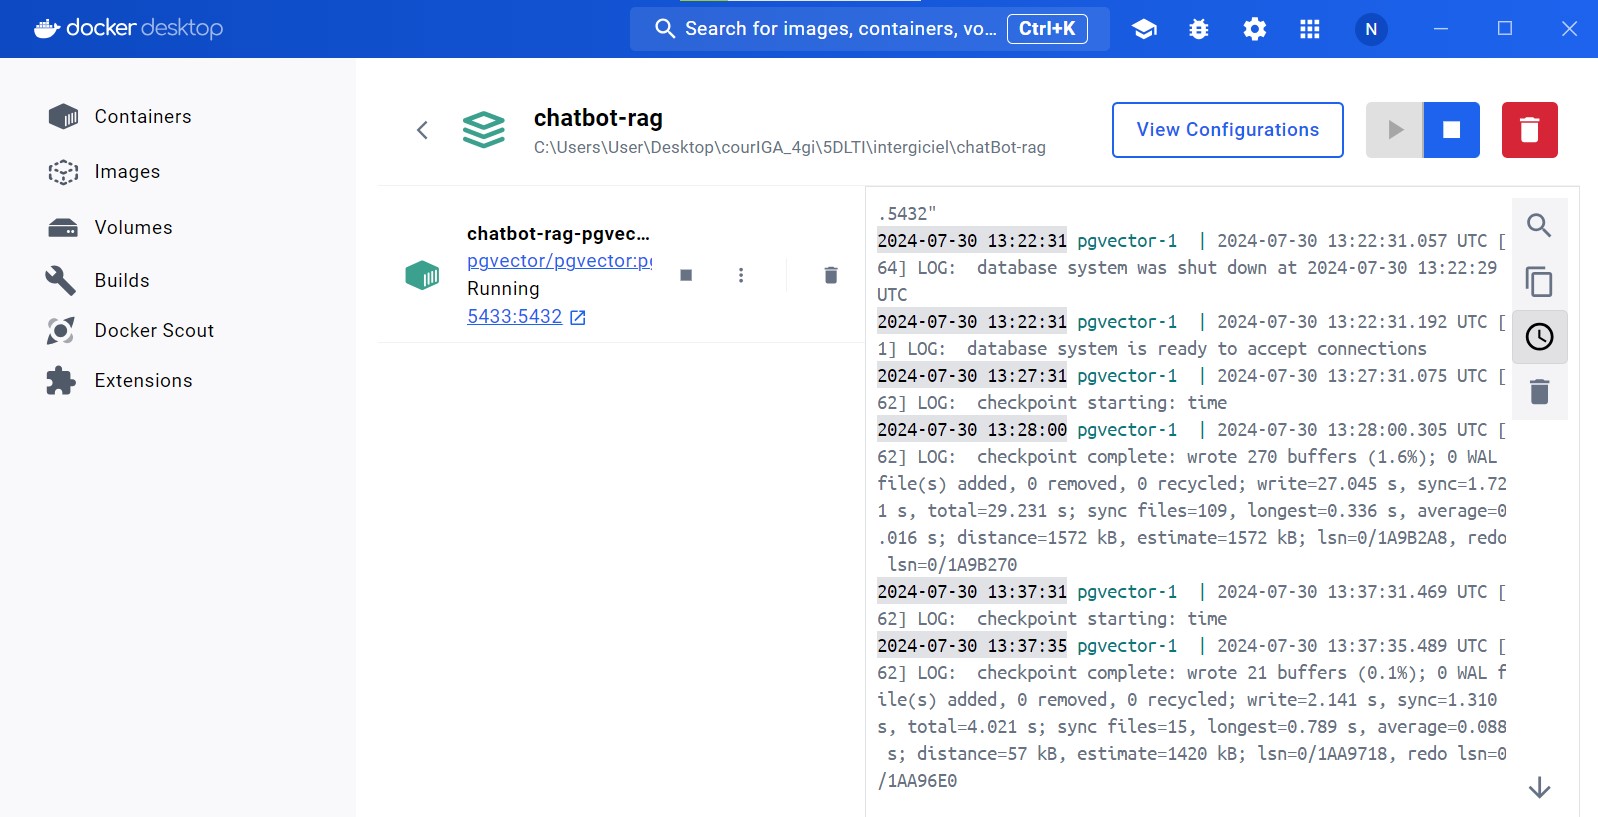 docker desktop
Search for images, containers, vo... Ctrl+K
N
Containers
Images
Volumes
Builds
Docker Scout
Extensions
chatbot-rag
C:\Users\User\Desktop\courIGA_4gi\5DLTI\intergiciel\chatBot-rag
View Configurations
chatbot-rag-pgvec...
pgvector/pgvector:pg
Running
5433:5432
.5432"
2024-07-30 13:22:31 pgvector-1  | 2024-07-30 13:22:31.057 UTC [
64] LOG:  database system was shut down at 2024-07-30 13:22:29
UTC
2024-07-30 13:22:31 pgvector-1  | 2024-07-30 13:22:31.192 UTC [
1] LOG:  database system is ready to accept connections
2024-07-30 13:27:31 pgvector-1  | 2024-07-30 13:27:31.075 UTC [
62] LOG:  checkpoint starting: time
2024-07-30 13:28:00 pgvector-1  | 2024-07-30 13:28:00.305 UTC [
62] LOG:  checkpoint complete: wrote 270 buffers (1.6%); 0 WAL
file(s) added, 0 removed, 0 recycled; write=27.045 s, sync=1.72
1 s, total=29.231 s; sync files=109, longest=0.336 s, average=0
.016 s; distance=1572 kB, estimate=1572 kB; lsn=0/1A9B2A8, redo
lsn=0/1A9B270
2024-07-30 13:37:31 pgvector-1  | 2024-07-30 13:37:31.469 UTC [
62] LOG:  checkpoint starting: time
2024-07-30 13:37:35 pgvector-1  | 2024-07-30 13:37:35.489 UTC [
62] LOG:  checkpoint complete: wrote 21 buffers (0.1%); 0 WAL f
ile(s) added, 0 removed, 0 recycled; write=2.141 s, sync=1.310
s, total=4.021 s; sync files=15, longest=0.789 s, average=0.088
s; distance=57 kB, estimate=1420 kB; lsn=0/1AA9718, redo lsn=0
/1AA96E0